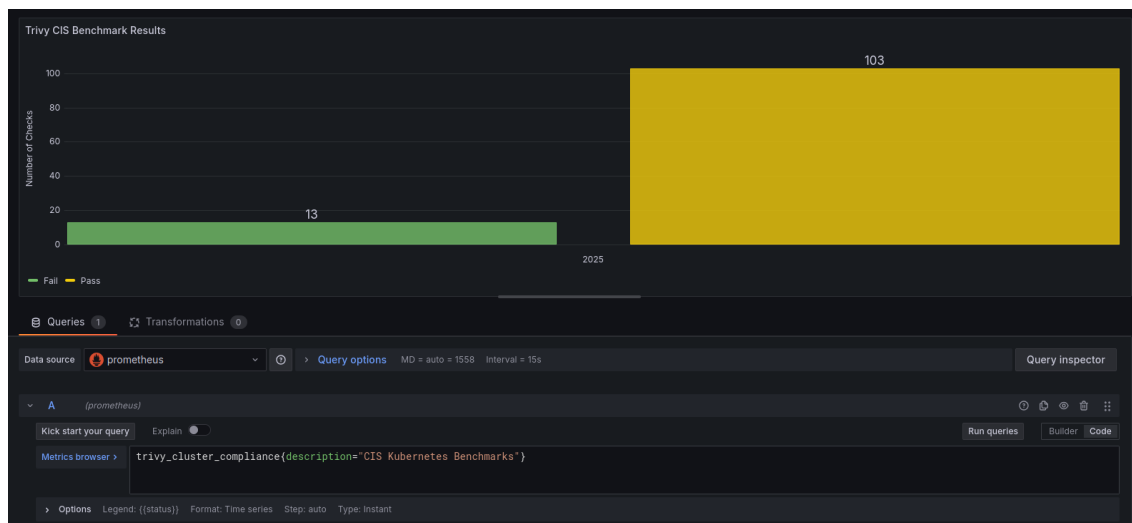 Trivy CIS Benchmark Results
103
100
80
60
40
20
0
Number of Checks
13
2025
Fail Pass
Queries 1 Transformations 0
Data source prometheus Query options MD = auto = 1558 Interval = 15s Query inspector
A (prometheus)
Kick start your query Explain Run queries Builder Code
Metrics browser > trivy_cluster_compliance{description="CIS Kubernetes Benchmarks"}
Options Legend: {{status}} Format: Time series Step: auto Type: Instant